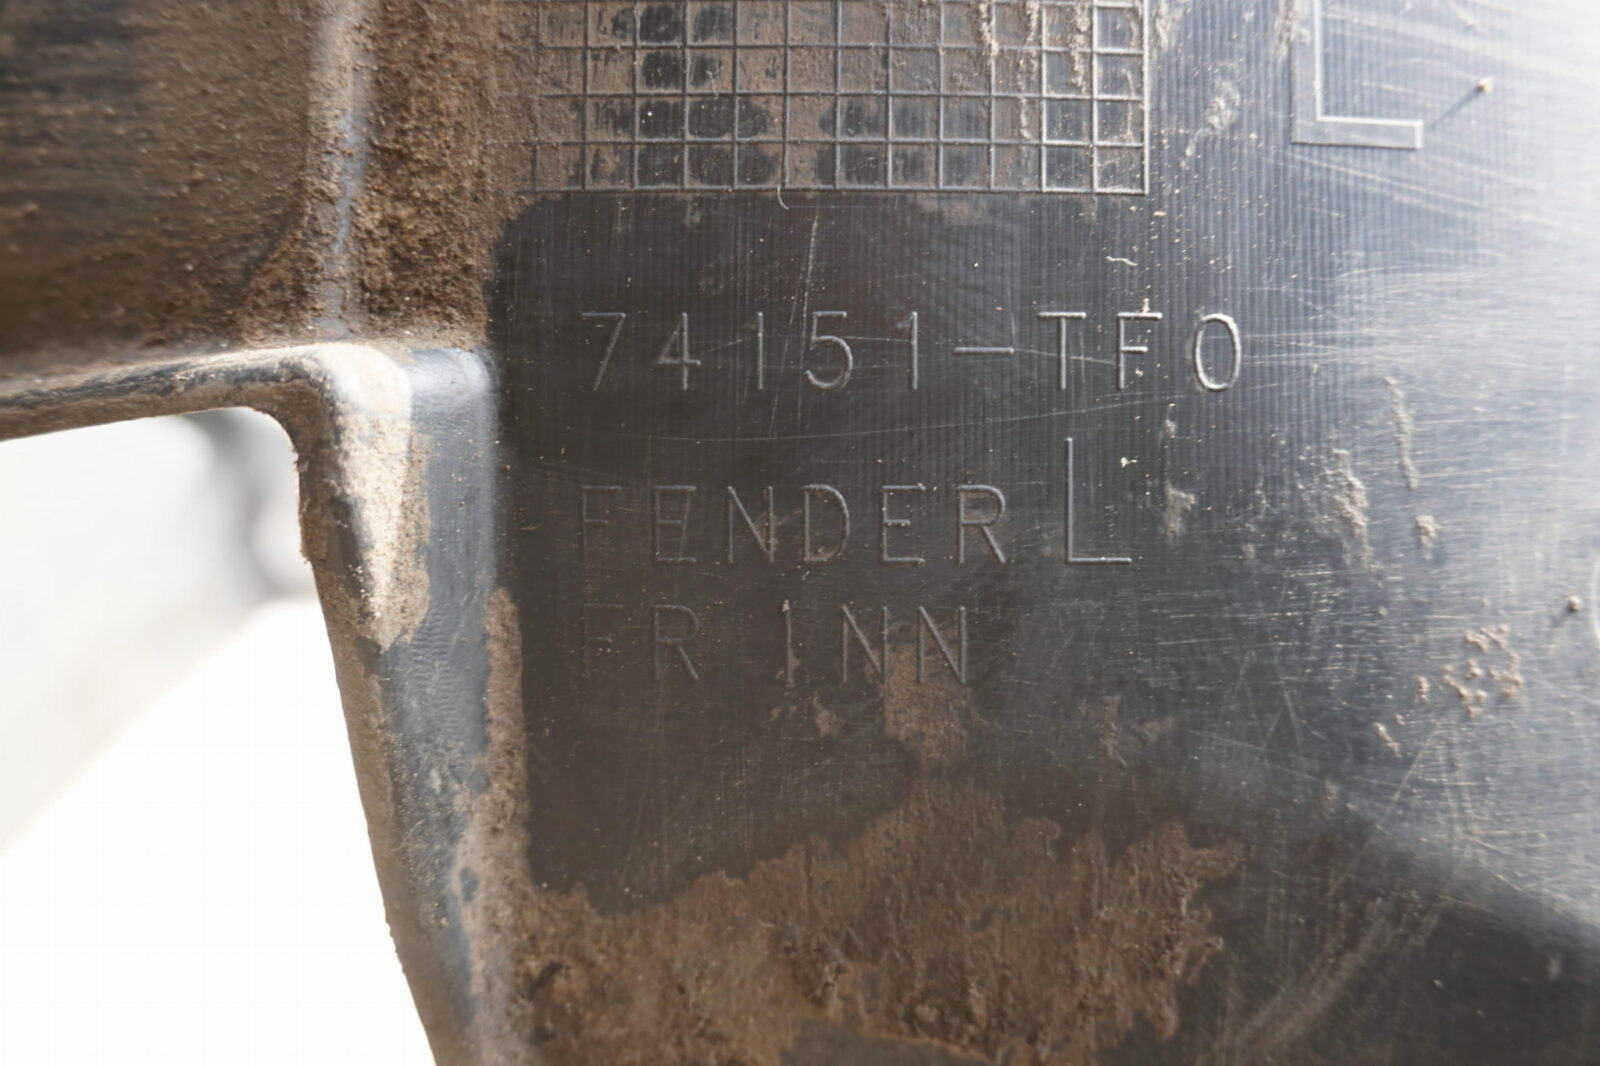 L
74151-TF0
FENDER L
FR INN